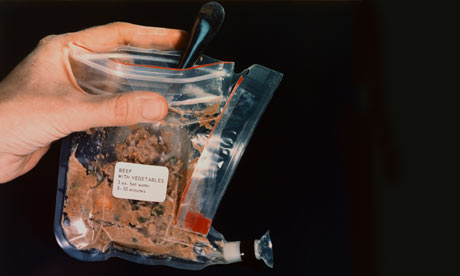 BEEF
WITH VEGETABLES
3 oz. hot water
5-10 minutes